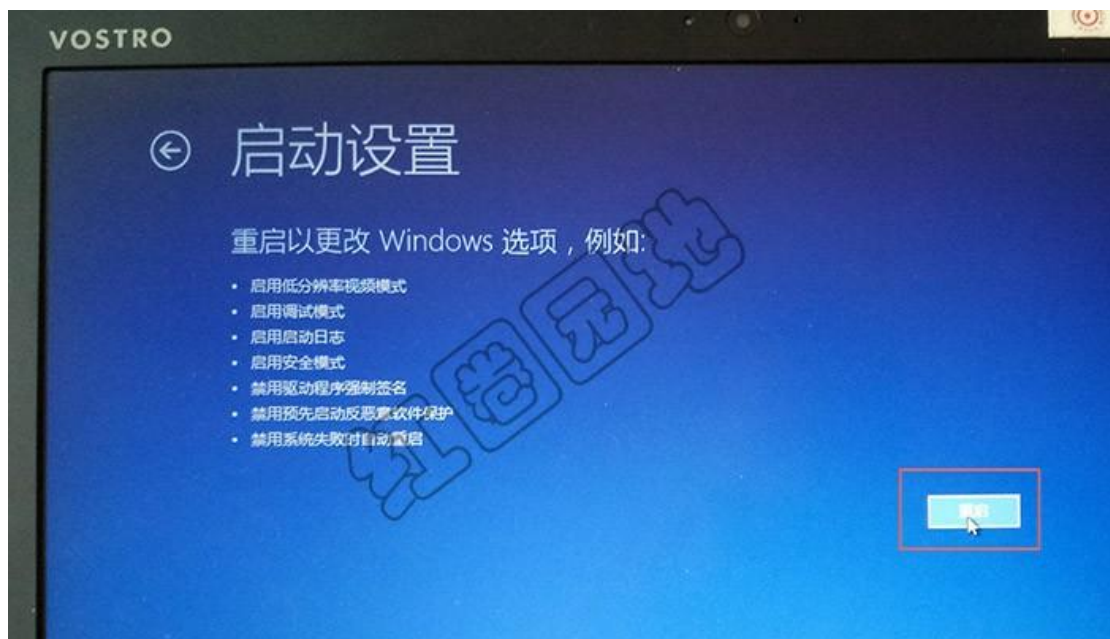 VOSTRO
启动设置
重启以更改 Windows 选项，例如:
• 启用低分辨率视频模式
• 启用调试模式
• 启用启动日志
• 启用安全模式
• 禁用驱动程序强制签名
• 禁用预先启动反恶意软件保护
• 禁用系统失败时自动重启
重启
红圈园地